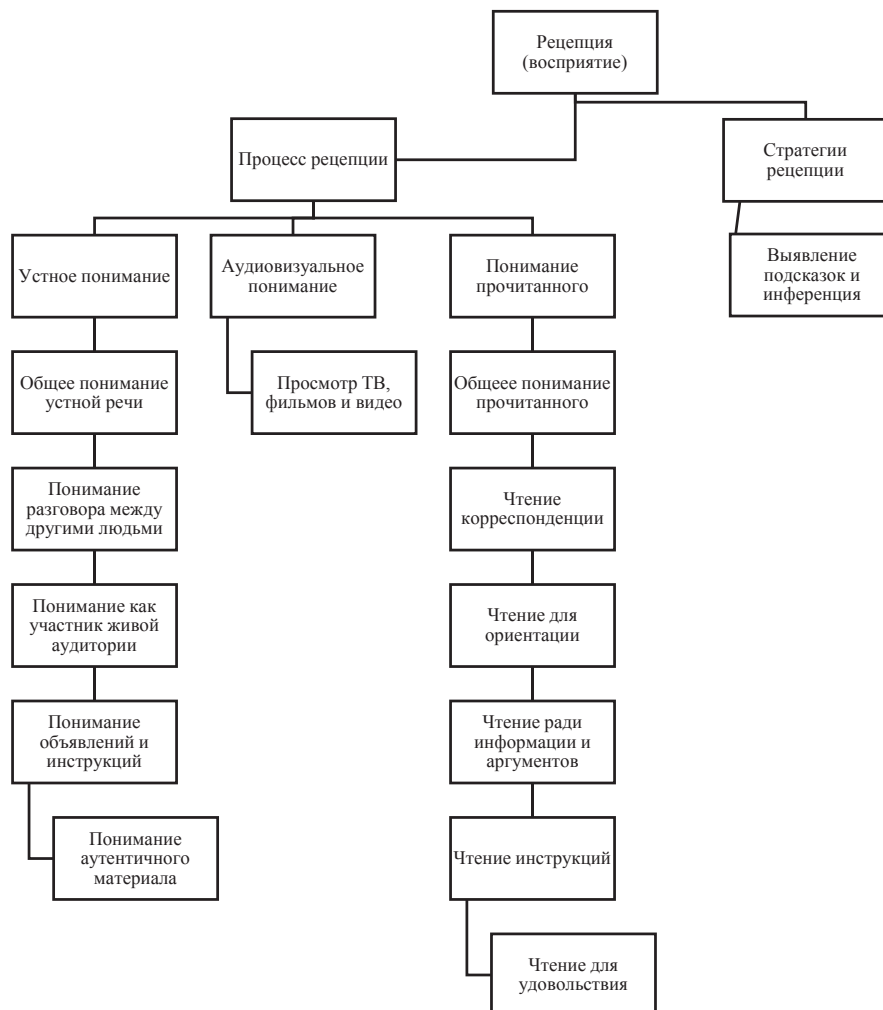 Рецепция
(восприятие)
Процесс рецепции
Стратегии
рецепции
Устное понимание
Аудиовизуальное
понимание
Понимание
прочитанного
Выявление
подсказок и
инференция
Общее понимание
устной речи
Просмотр ТВ,
фильмов и видео
Общеее понимание
прочитанного
Понимание
разговора между
другими людьми
Чтение
корреспонденции
Понимание как
участник живой
аудитории
Чтение для
ориентации
Понимание
объявлений и
инструкций
Чтение ради
информации и
аргументов
Понимание
аутентичного
материала
Чтение инструкций
Чтение для
удовольствия